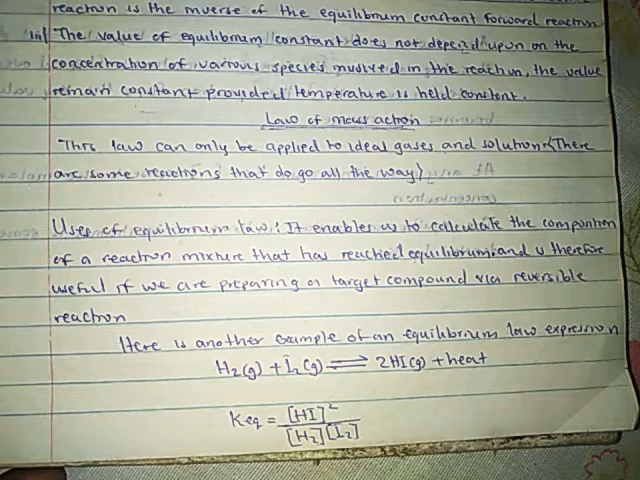 reaction is the inverse of the equilibrium constant forward reaction
iii) The value of equilibrium constant does not depend upon on the
concentration of various species involved in the reaction, the value
remain constant provided temperature is held constent.
Law of mass action
This law can only be applied to ideal gases and solution (There
are some reactions that do go all the way)
Uses of equilibrium law: It enables us to calculate the compontion
of a reaction mixture that has reached equilibrium and is therefore
useful if we are preparing a target compound via reversible
reaction
Here is another example of an equilibrium law expression
H₂(g) + I₂(g) ⇌ 2HI(g) + heat
Keq = [HI]²
[H₂][I₂]